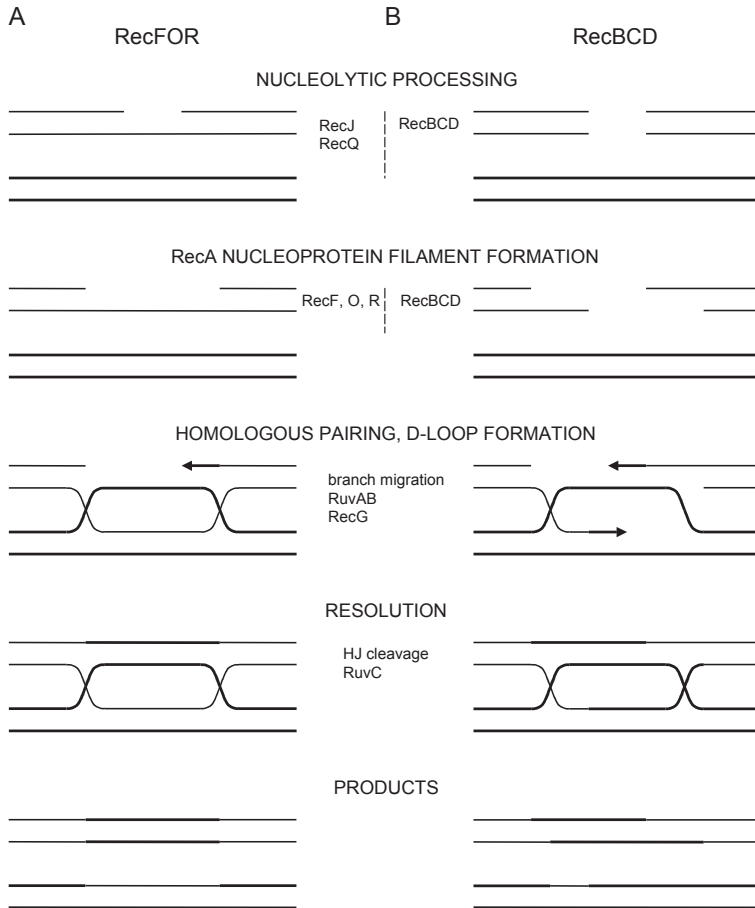 A
B
RecFOR
RecBCD
NUCLEOLYTIC PROCESSING
RecJ
RecQ
RecBCD
RecA NUCLEOPROTEIN FILAMENT FORMATION
RecF, O, R
RecBCD
HOMOLOGOUS PAIRING, D-LOOP FORMATION
branch migration
RuvAB
RecG
RESOLUTION
HJ cleavage
RuvC
PRODUCTS